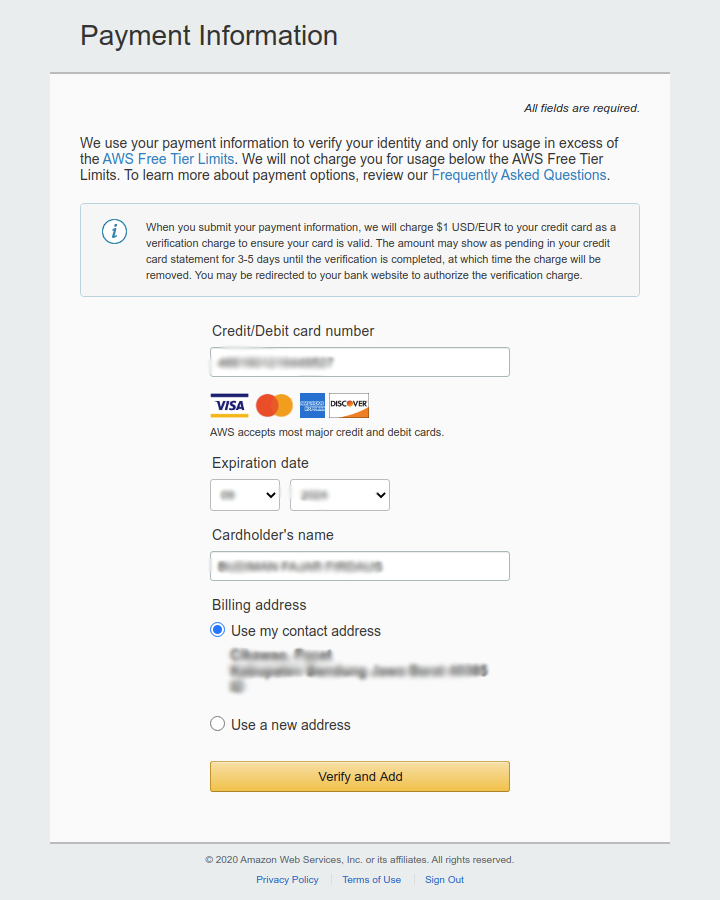 Payment Information
All fields are required.
We use your payment information to verify your identity and only for usage in excess of
the AWS Free Tier Limits. We will not charge you for usage below the AWS Free Tier
Limits. To learn more about payment options, review our Frequently Asked Questions.
When you submit your payment information, we will charge $1 USD/EUR to your credit card as a
verification charge to ensure your card is valid. The amount may show as pending in your credit
card statement for 3-5 days until the verification is completed, at which time the charge will be
removed. You may be redirected to your bank website to authorize the verification charge.
Credit/Debit card number
VISA DISCOVER
AWS accepts most major credit and debit cards.
Expiration date
Cardholder's name
Billing address
Use my contact address
Use a new address
Verify and Add
© 2020 Amazon Web Services, Inc. or its affiliates. All rights reserved.
Privacy Policy Terms of Use Sign Out